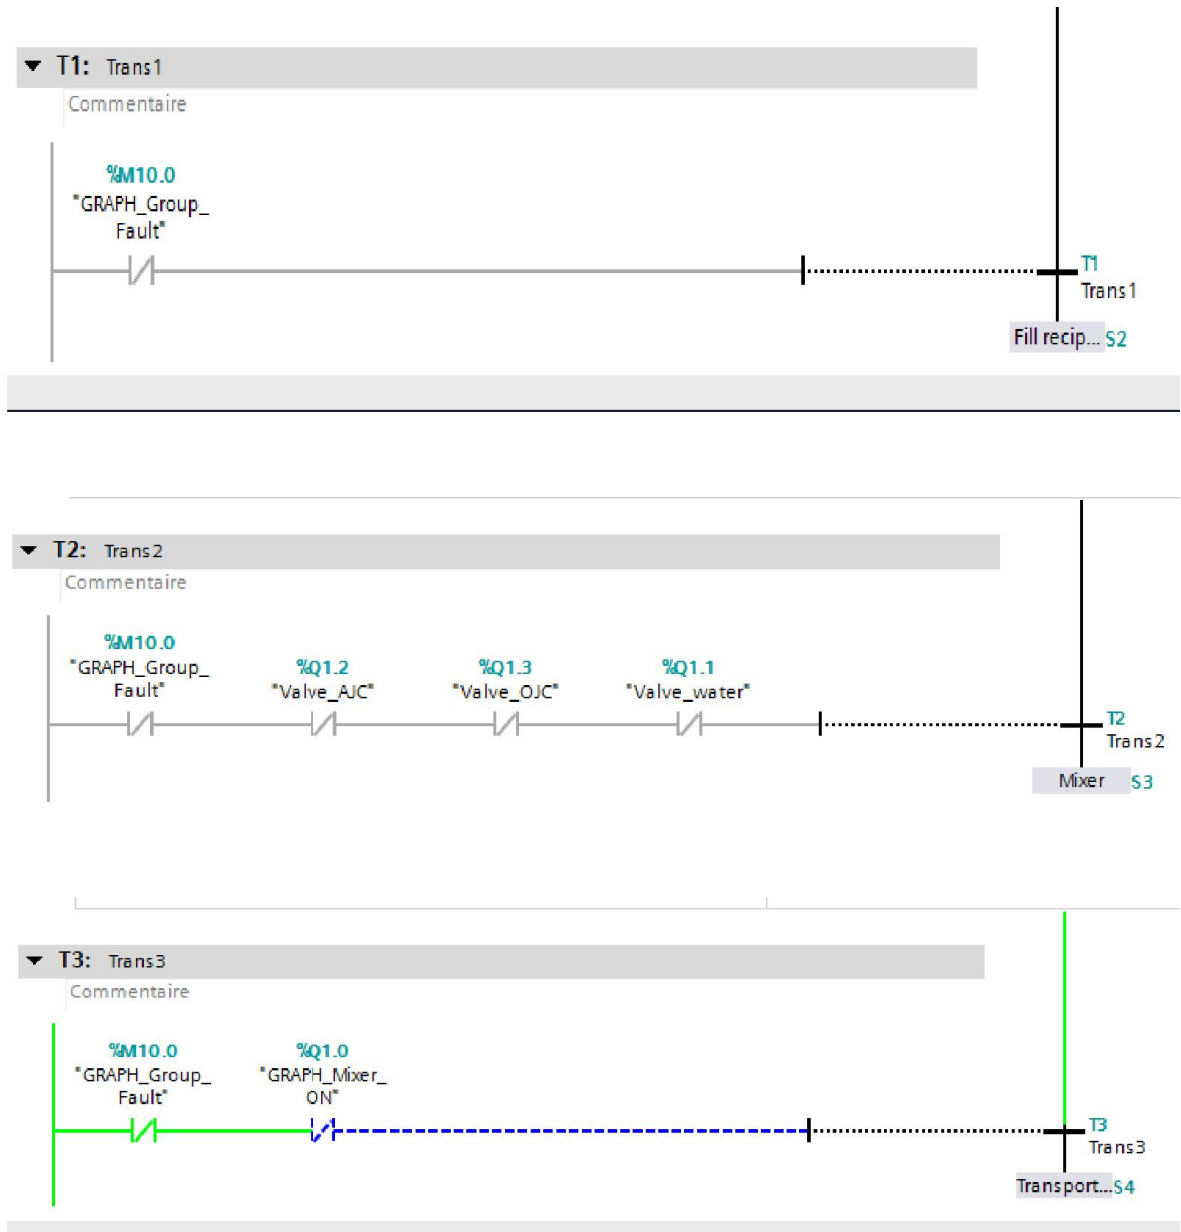 T1: Trans1
Commentaire
%M10.0
"GRAPH_Group_
Fault"
T1
Trans1
Fill recip... S2
T2: Trans2
Commentaire
%M10.0
"GRAPH_Group_
Fault"
%Q1.2
"Valve_AJC"
%Q1.3
"Valve_OJC"
%Q1.1
"Valve_water"
T2
Trans2
Mixer S3
T3: Trans3
Commentaire
%M10.0
"GRAPH_Group_
Fault"
%Q1.0
"GRAPH_Mixer_
ON"
T3
Trans3
Transport... S4